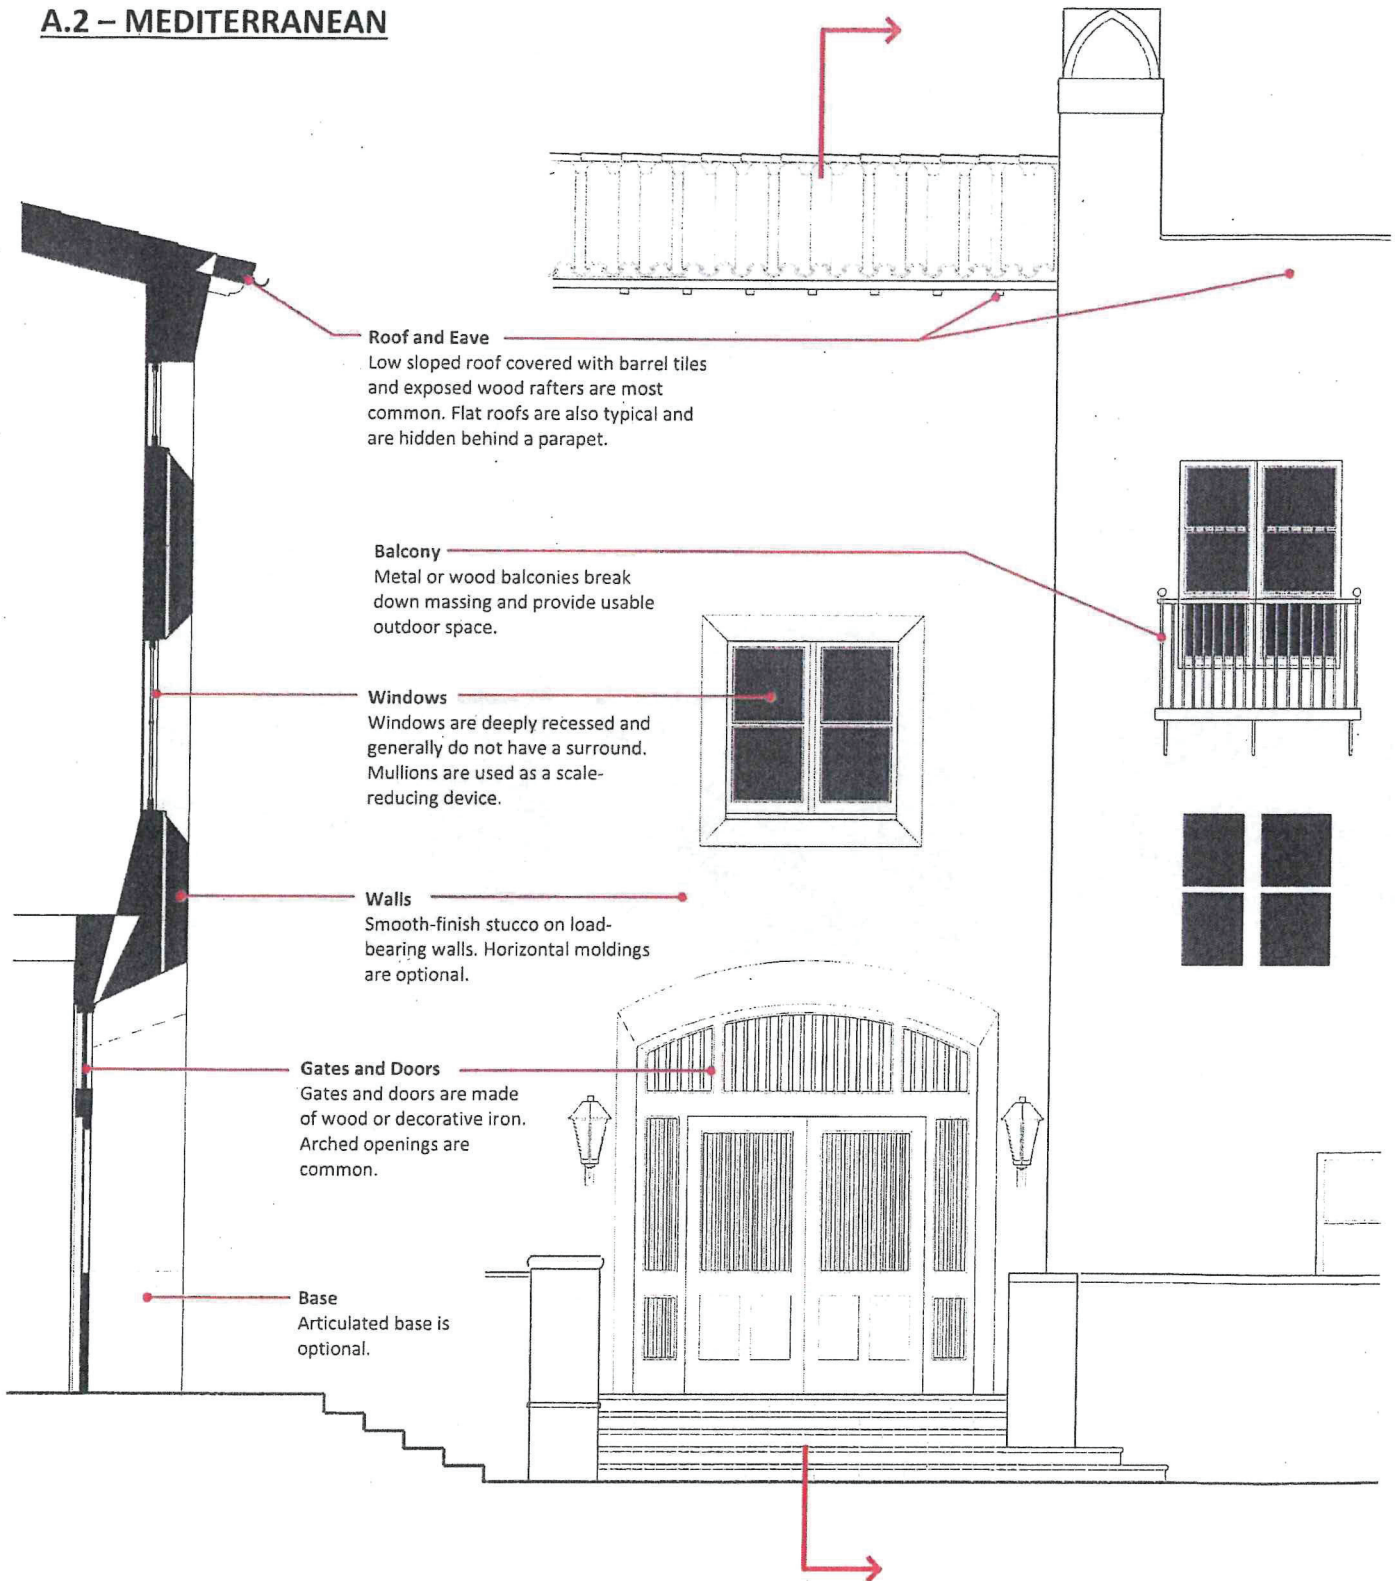 A.2 – MEDITERRANEAN
Roof and Eave
Low sloped roof covered with barrel tiles
and exposed wood rafters are most
common. Flat roofs are also typical and
are hidden behind a parapet.
Balcony
Metal or wood balconies break
down massing and provide usable
outdoor space.
Windows
Windows are deeply recessed and
generally do not have a surround.
Mullions are used as a scale-
reducing device.
Walls
Smooth-finish stucco on load-
bearing walls. Horizontal moldings
are optional.
Gates and Doors
Gates and doors are made
of wood or decorative iron.
Arched openings are
common.
Base
Articulated base is
optional.